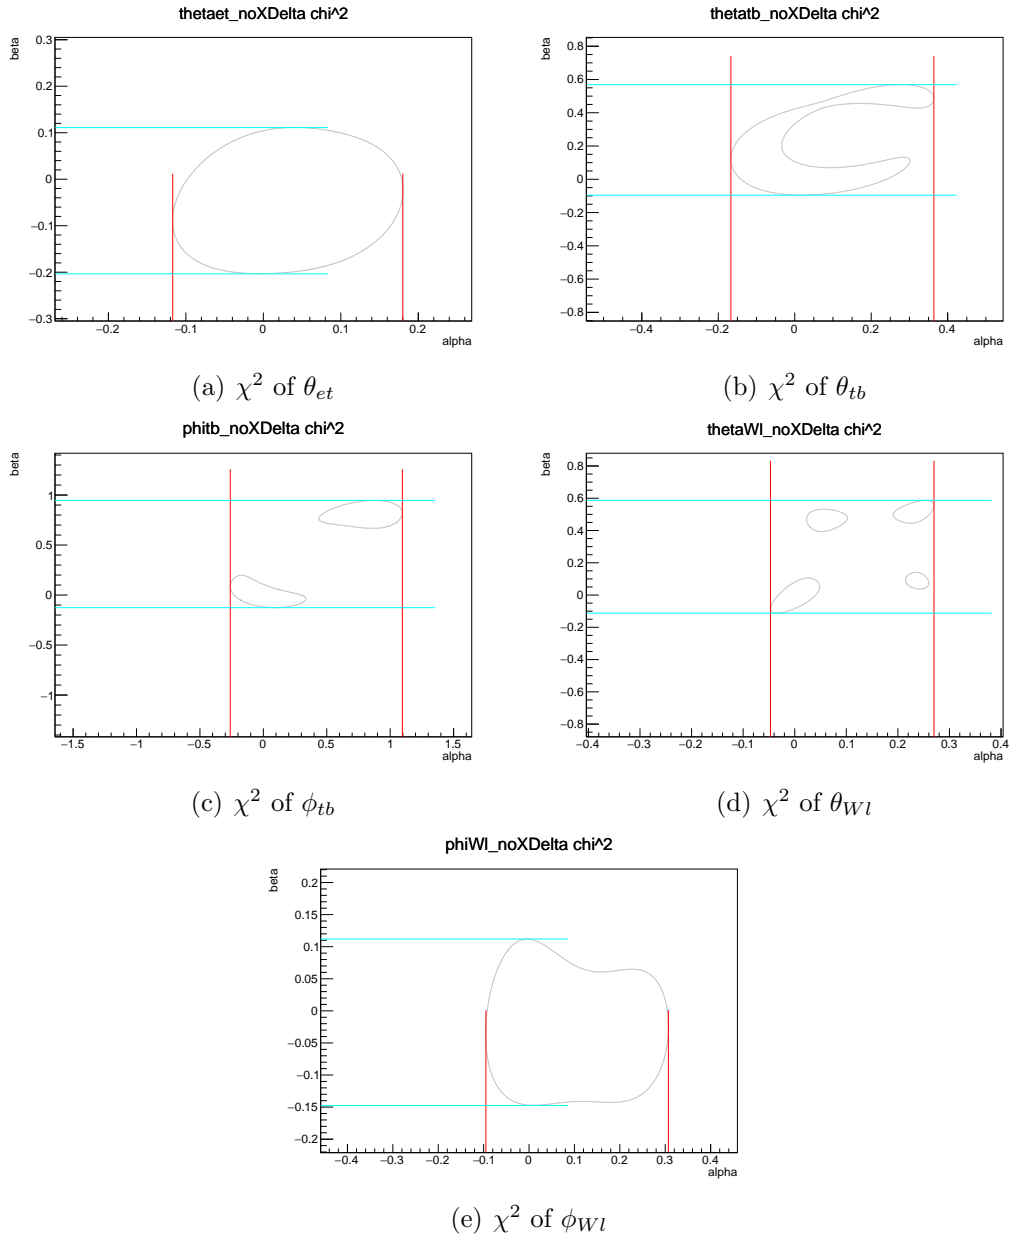 thetaet_noXDelta chi^2
beta
0.3
0.2
0.1
0
−0.1
−0.2
−0.3
−0.2 −0.1 0 0.1 0.2
alpha
(a) χ² of θ_et
thetatb_noXDelta chi^2
beta
0.8
0.6
0.4
0.2
0
−0.2
−0.4
−0.6
−0.8
−0.4 −0.2 0 0.2 0.4
alpha
(b) χ² of θ_tb
phitb_noXDelta chi^2
beta
1
0.5
0
−0.5
−1
−1.5 −1 −0.5 0 0.5 1 1.5
alpha
(c) χ² of ϕ_tb
thetaWl_noXDelta chi^2
beta
0.8
0.6
0.4
0.2
0
−0.2
−0.4
−0.6
−0.8
−0.4 −0.3 −0.2 −0.1 0 0.1 0.2 0.3 0.4
alpha
(d) χ² of θ_Wl
phiWl_noXDelta chi^2
beta
0.2
0.15
0.1
0.05
0
−0.05
−0.1
−0.15
−0.2
−0.4 −0.3 −0.2 −0.1 0 0.1 0.2 0.3 0.4
alpha
(e) χ² of ϕ_Wl